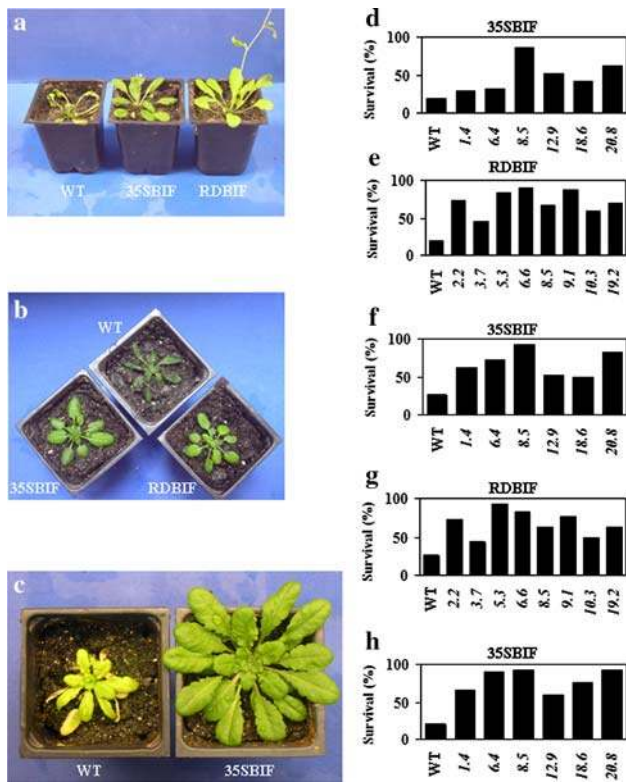 a
WT 35SBIF RDBIF
b
WT
35SBIF
RDBIF
c
WT 35SBIF
d
35SBIF
Survival (%)
100
50
0
WT 1.4 6.4 8.5 12.9 18.6 20.8
e
RDBIF
Survival (%)
100
50
0
WT 2.2 3.7 5.3 6.6 8.5 9.1 10.3 19.2
f
35SBIF
Survival (%)
100
50
0
WT 1.4 6.4 8.5 12.9 18.6 20.8
g
RDBIF
Survival (%)
100
50
0
WT 2.2 3.7 5.3 6.6 8.5 9.1 10.3 19.2
h
35SBIF
Survival (%)
100
50
0
WT 1.4 6.4 8.5 12.9 18.6 20.8